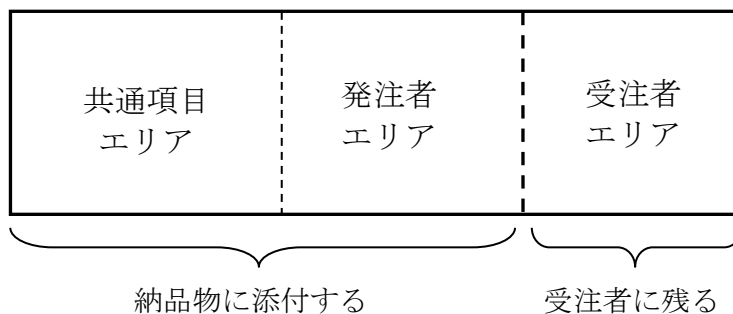 共通項目
エリア
発注者
エリア
受注者
エリア
納品物に添付する
受注者に残る